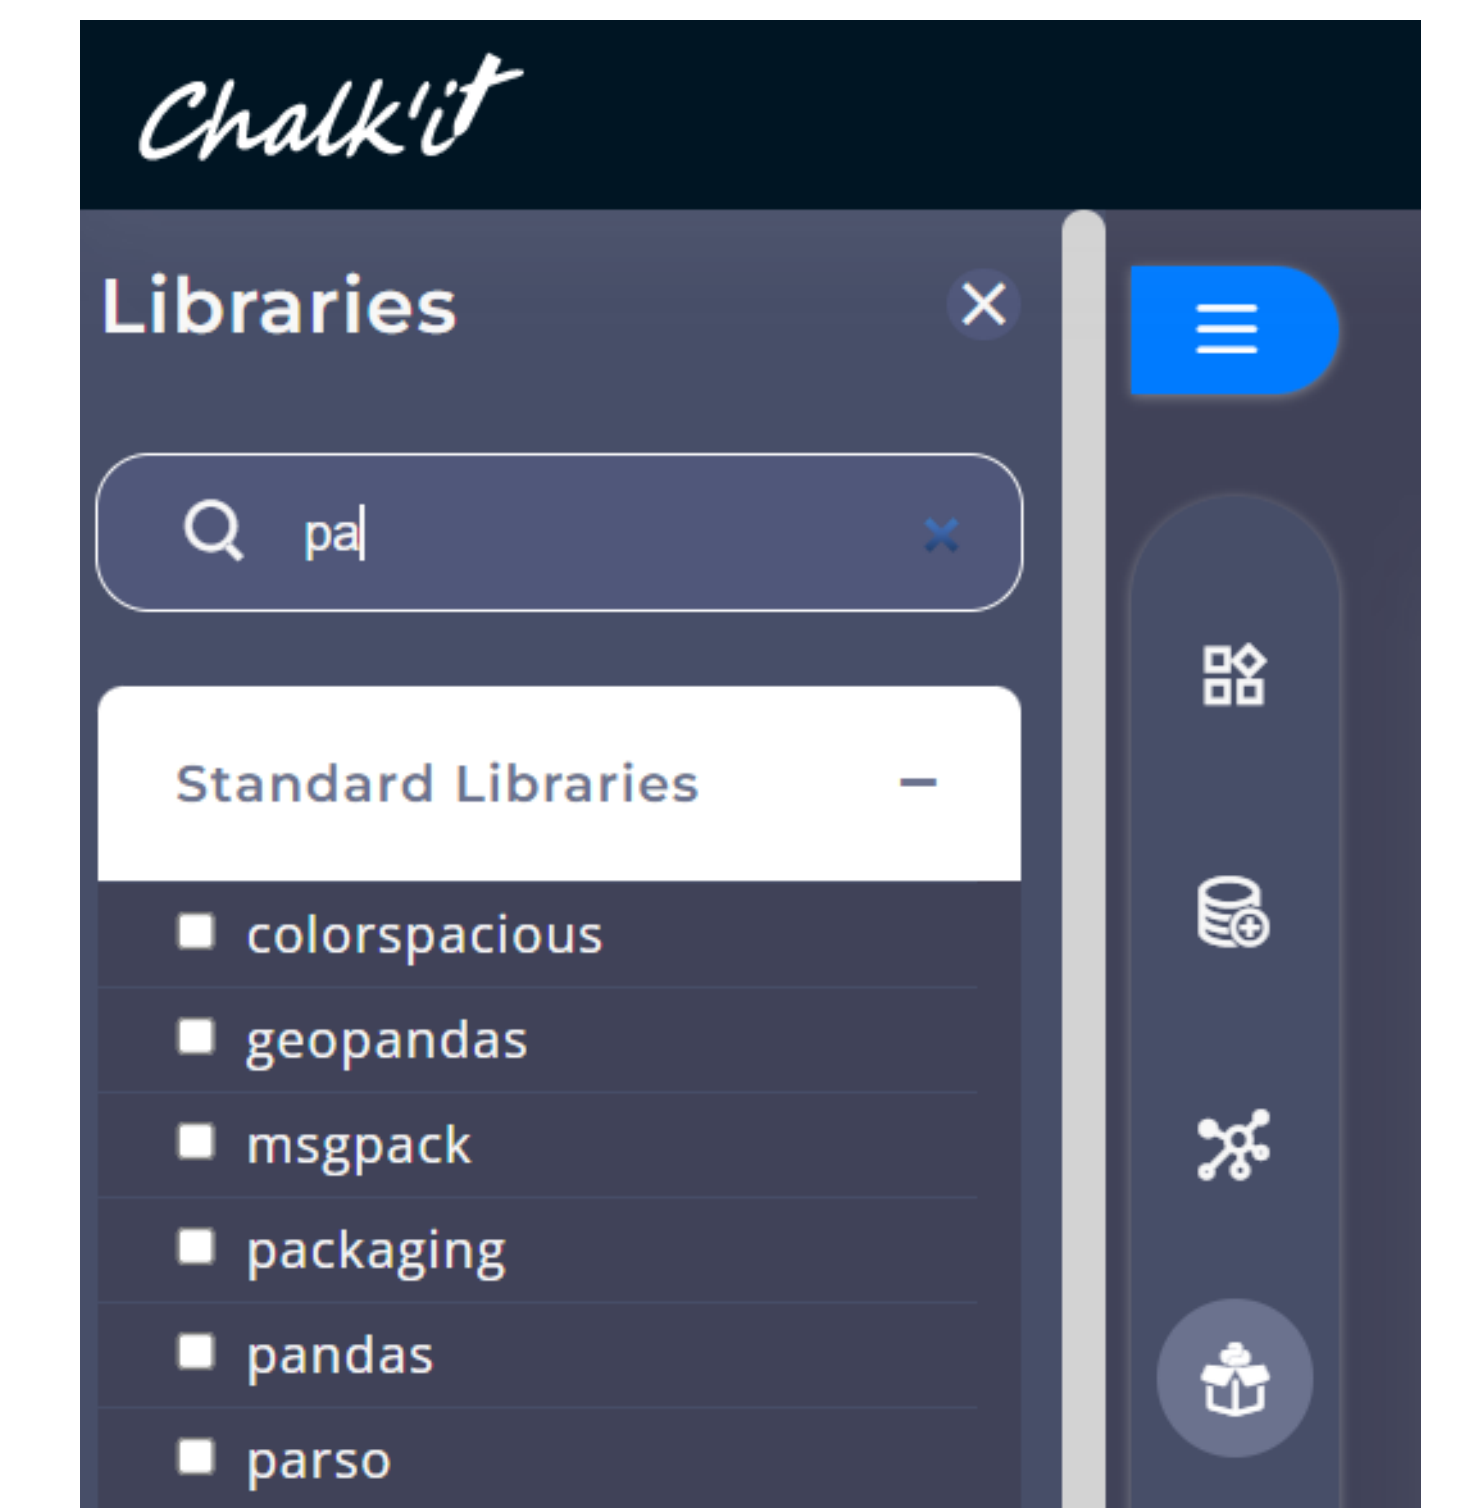 Chalk'it
Libraries
pa
Standard Libraries
colorspacious
geopandas
msgpack
packaging
pandas
parso